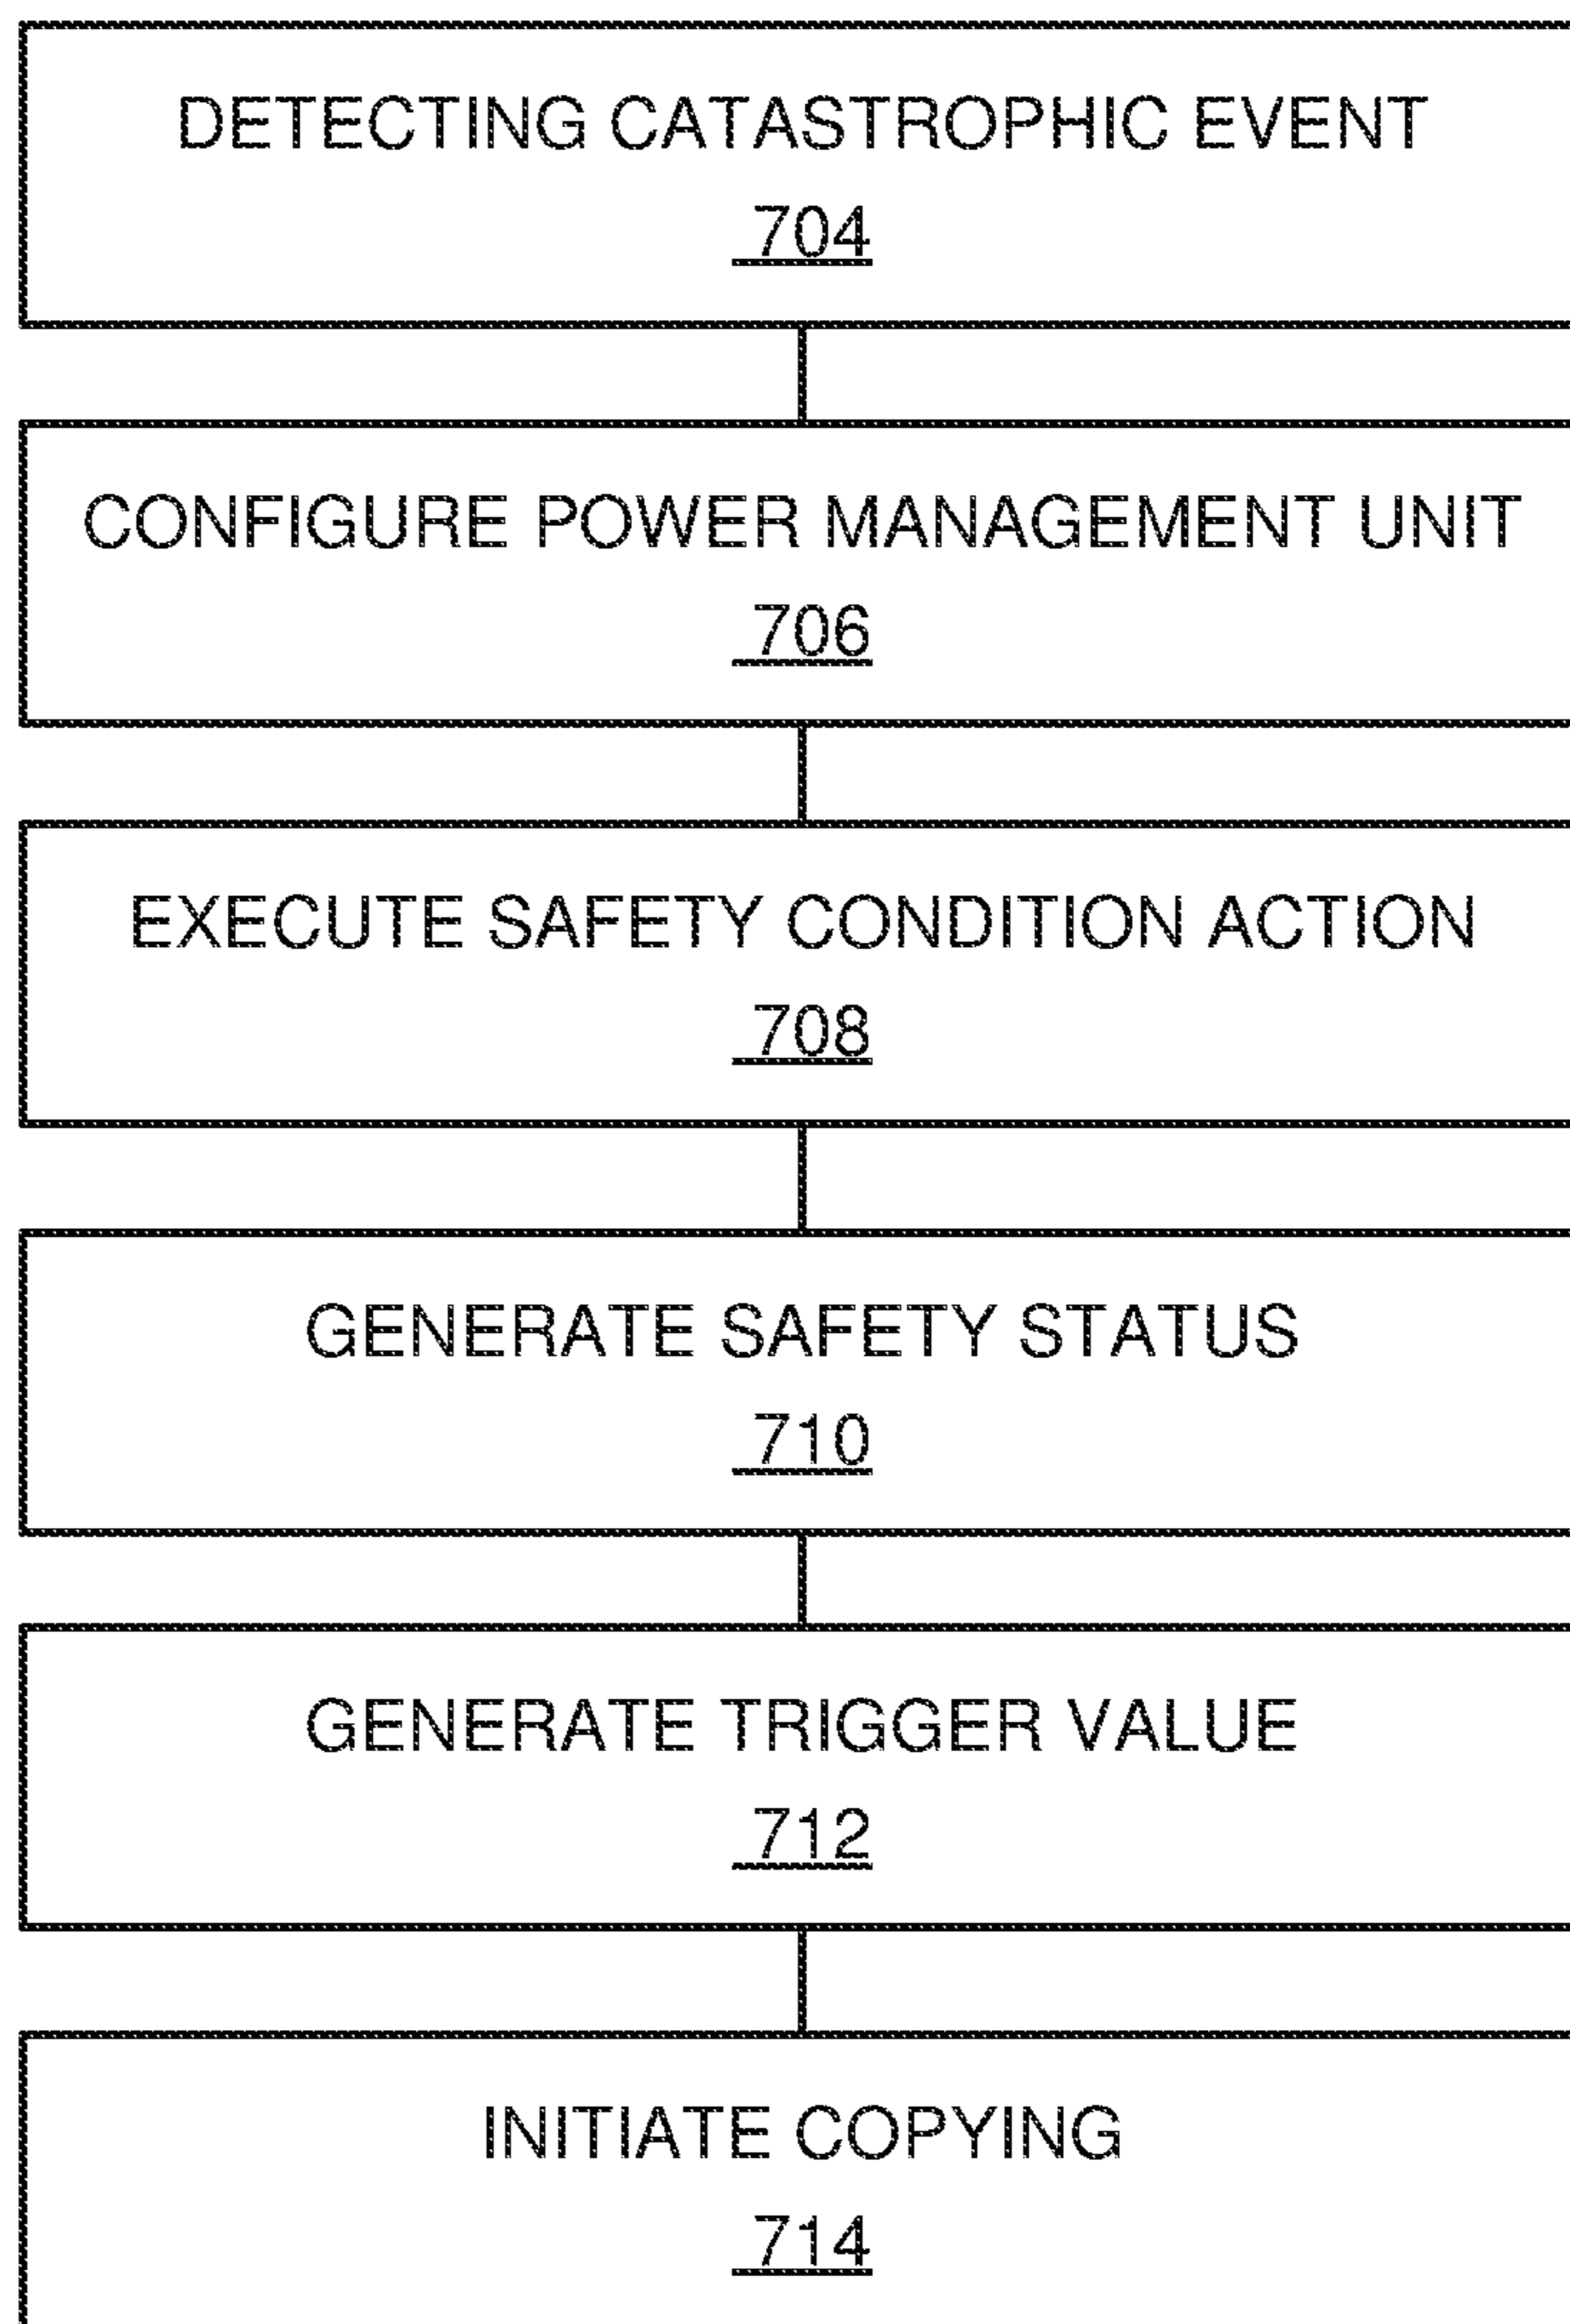 DETECTING CATASTROPHIC EVENT
704
CONFIGURE POWER MANAGEMENT UNIT
706
EXECUTE SAFETY CONDITION ACTION
708
GENERATE SAFETY STATUS
710
GENERATE TRIGGER VALUE
712
INITIATE COPYING
714